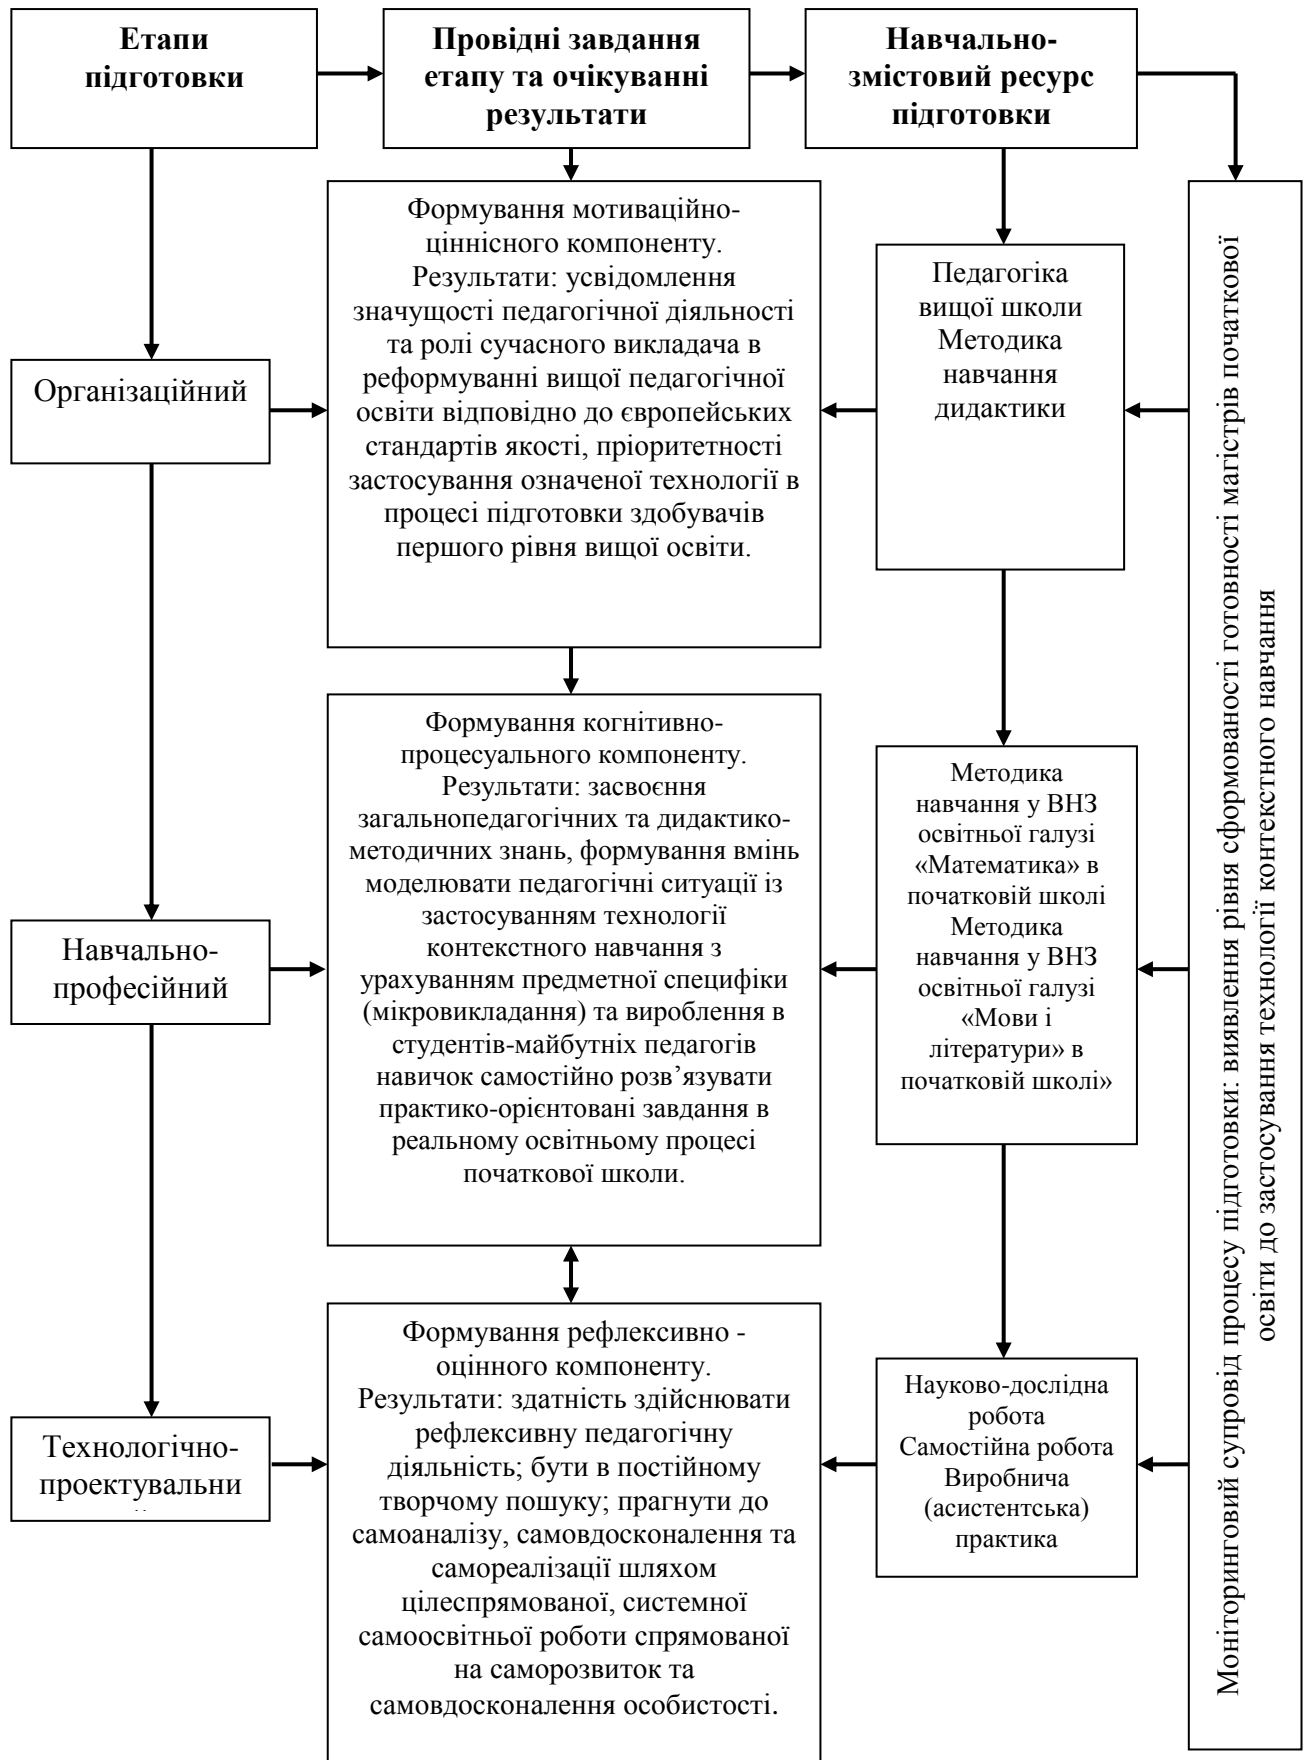 Етапи
підготовки
Провідні завдання
етапу та очікуванні
результати
Навчально-
змістовий ресурс
підготовки
Організаційний
Формування мотиваційно-
ціннісного компоненту.
Результати: усвідомлення
значущості педагогічної діяльності
та ролі сучасного викладача в
реформуванні вищої педагогічної
освіти відповідно до європейських
стандартів якості, пріоритетності
застосування означеної технології в
процесі підготовки здобувачів
першого рівня вищої освіти.
Педагогіка
вищої школи
Методика
навчання
дидактики
Навчально-
професійний
Формування когнітивно-
процесуального компоненту.
Результати: засвоєння
загальнопедагогічних та дидактико-
методичних знань, формування вмінь
моделювати педагогічні ситуації із
застосуванням технології
контекстного навчання з
урахуванням предметної специфіки
(мікровикладання) та вироблення в
студентів-майбутніх педагогів
навичок самостійно розв’язувати
практико-орієнтовані завдання в
реальному освітньому процесі
початкової школи.
Методика
навчання у ВНЗ
освітньої галузі
«Математика» в
початковій школі
Методика
навчання у ВНЗ
освітньої галузі
«Мови і
літератури» в
початковій школі»
Технологічно-
проектувальни
Формування рефлексивно -
оцінного компоненту.
Результати: здатність здійснювати
рефлексивну педагогічну
діяльність; бути в постійному
творчому пошуку; прагнути до
самоаналізу, самовдосконалення та
самореалізації шляхом
цілеспрямованої, системної
самоосвітньої роботи спрямованої
на саморозвиток та
самовдосконалення особистості.
Науково-дослідна
робота
Самостійна робота
Виробнича
(асистентська)
практика
Моніторинговий супровід процесу підготовки: виявлення рівня сформованості готовності магістрів початкової
освіти до застосування технології контекстного навчання